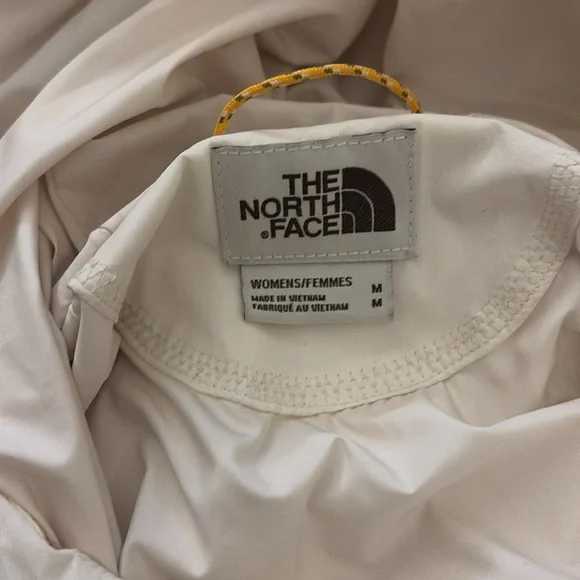 THE
NORTH
®FACE
WOMENS/FEMMES M
MADE IN VIETNAM M
FABRIQUÉ AU VIETNAM M